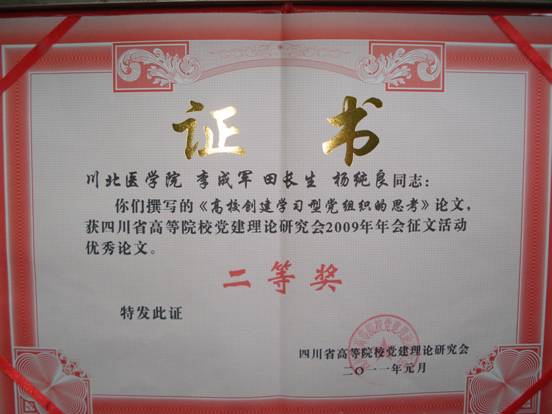 证书
川北医学院 李成军 田长生 杨纯良同志：
你们撰写的《高校创建学习型党组织的思考》论文，
获四川省高等院校党建理论研究会2009年年会征文活动
优秀论文。
二等奖
特发此证
四川省高等院校党建理论研究会
二〇一一年元月